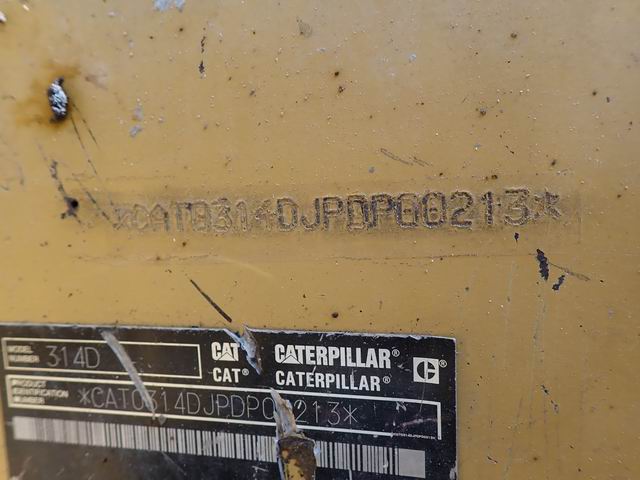 *CAT0314DJPDP00213*
MODEL NUMBER 314D
CAT CATERPILLAR®
CAT® CATERPILLAR®
PRODUCT IDENTIFICATION NUMBER *CAT0314DJPDP00213*